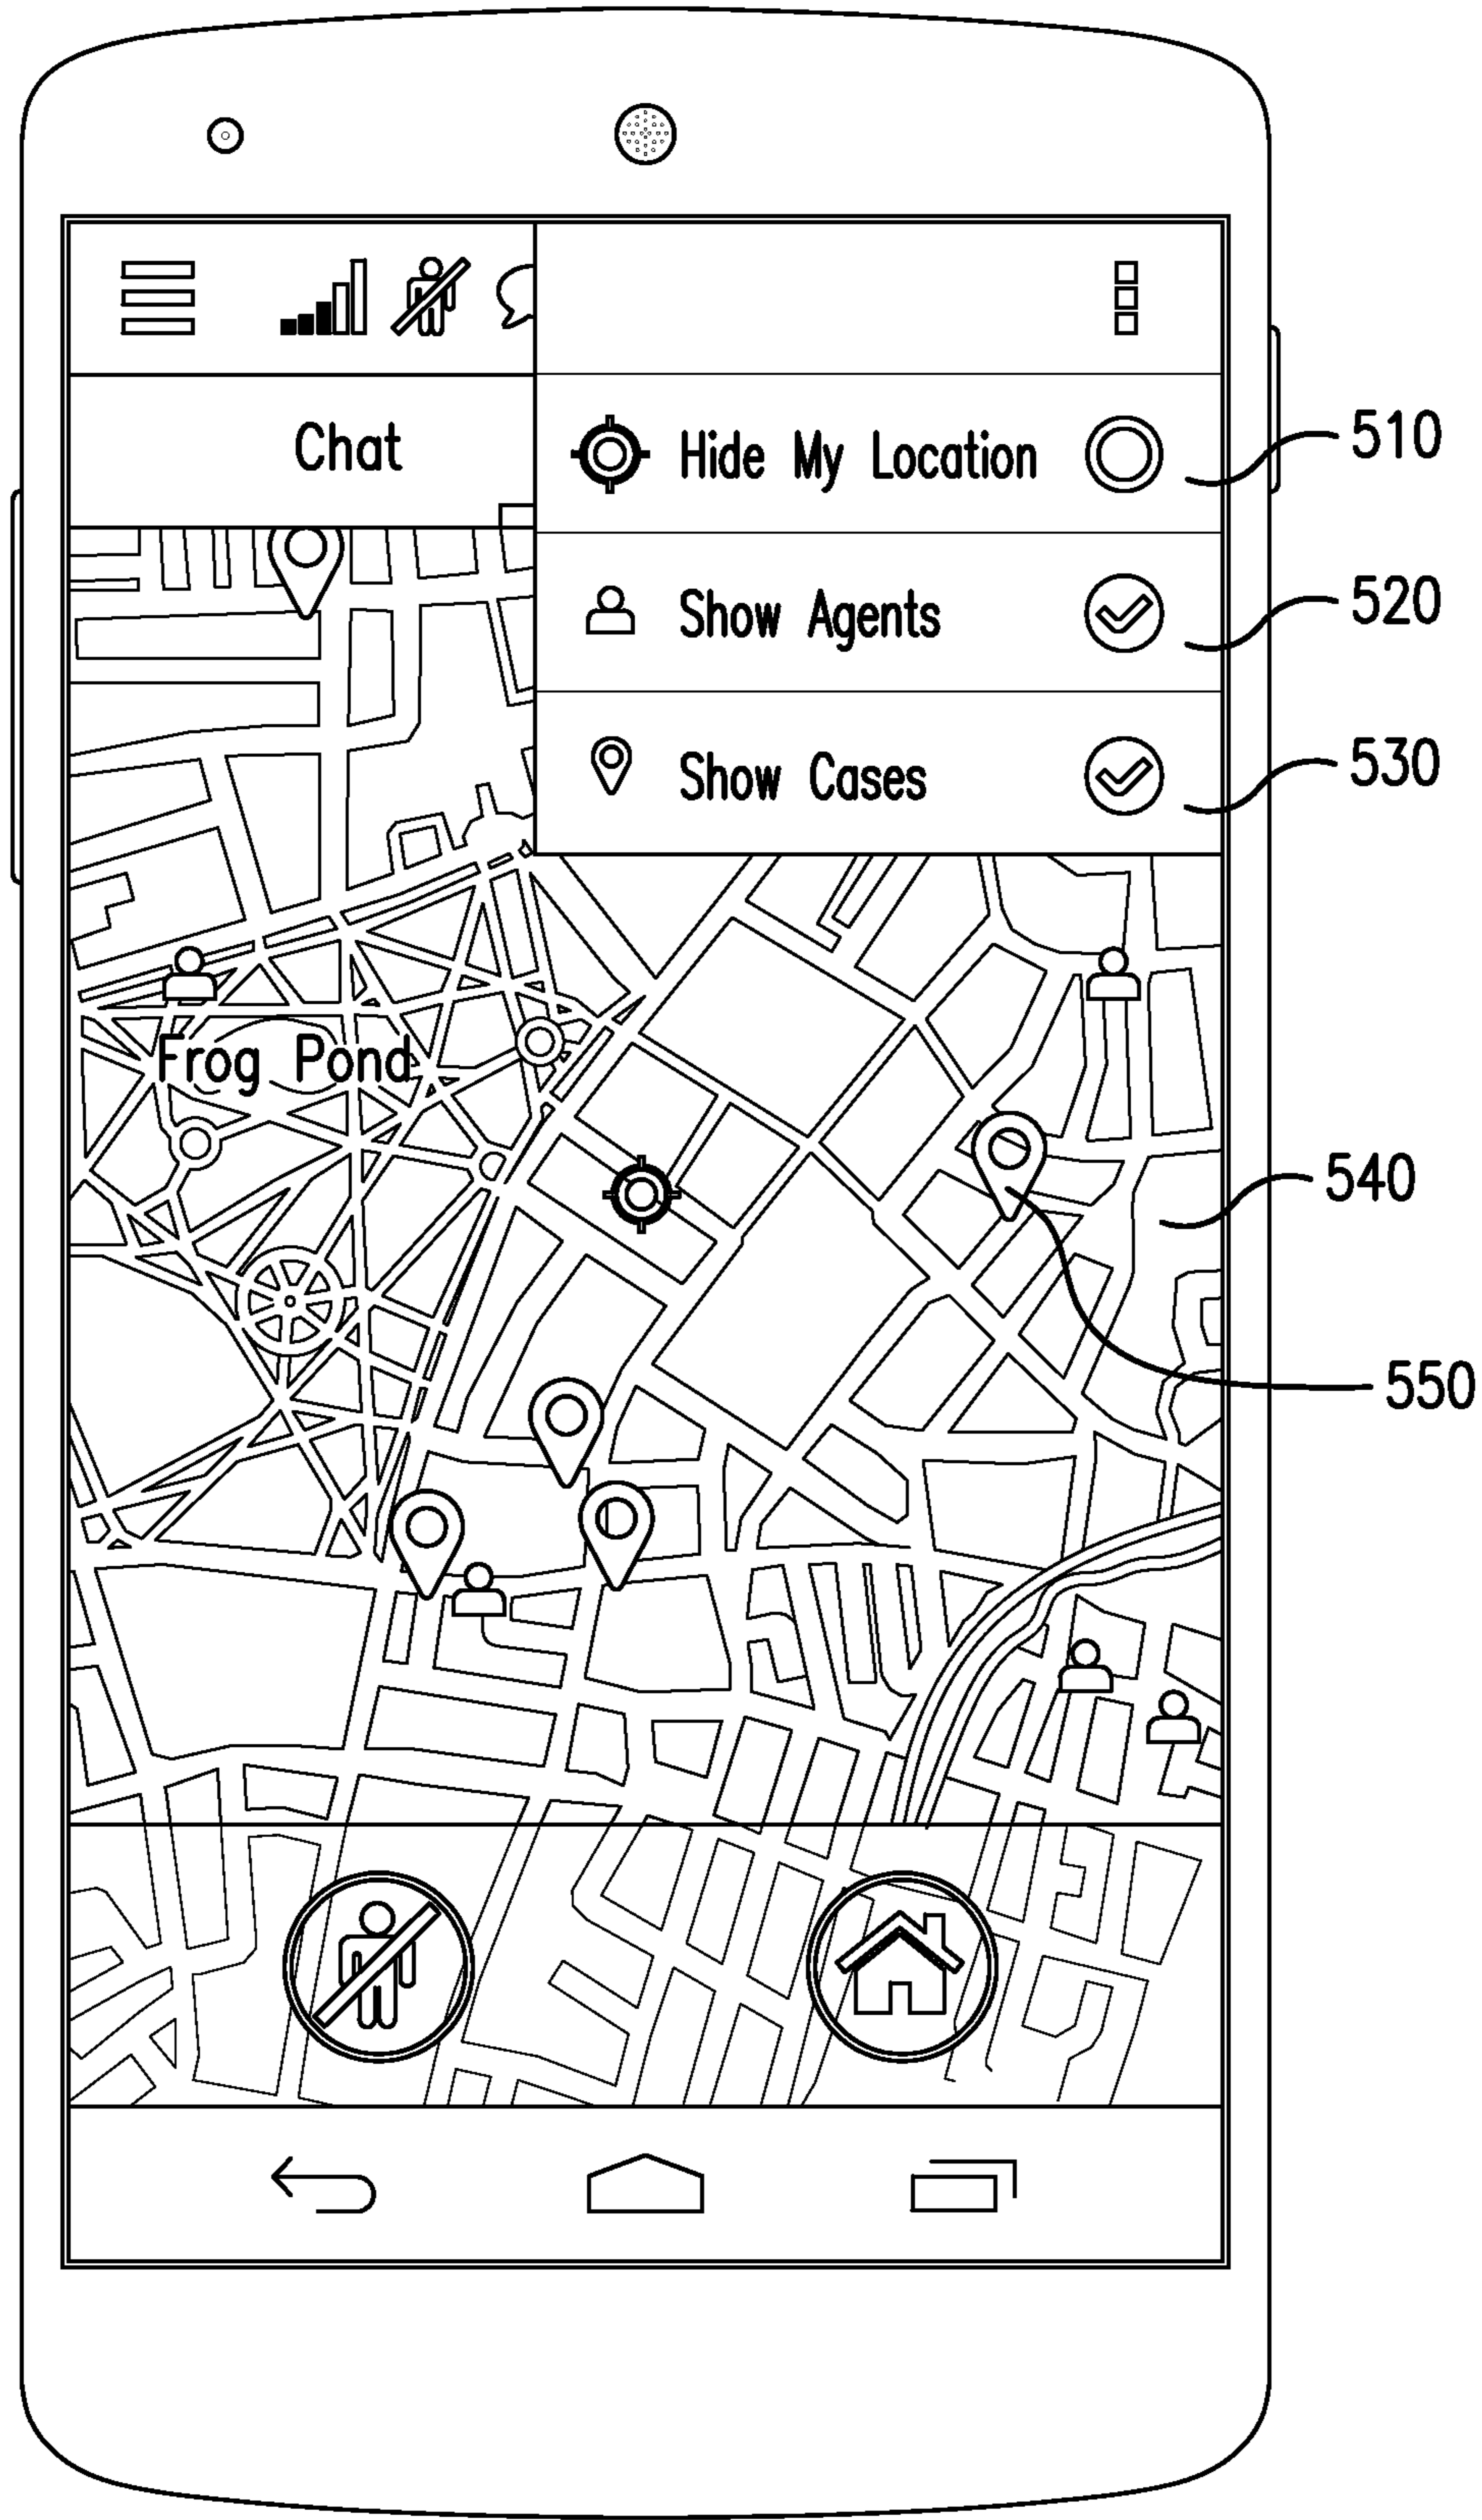 Chat
Hide My Location
510
Show Agents
520
Show Cases
530
Frog Pond
540
550